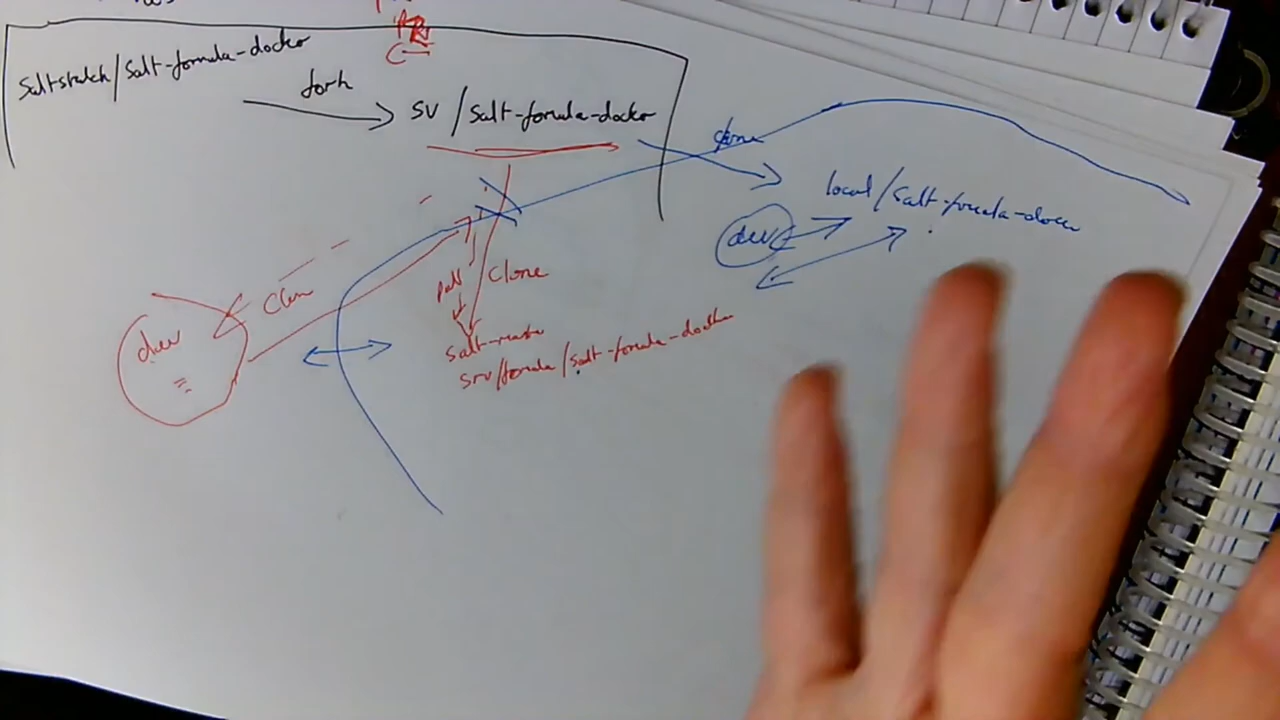 Saltstack/Salt-formula-docker
fork
SV / Salt-formula-docker
clone
local/Salt-formula-docker
dev
pull
Clone
Clone
dev
Salt-master
srv/formula/salt-formula-docker